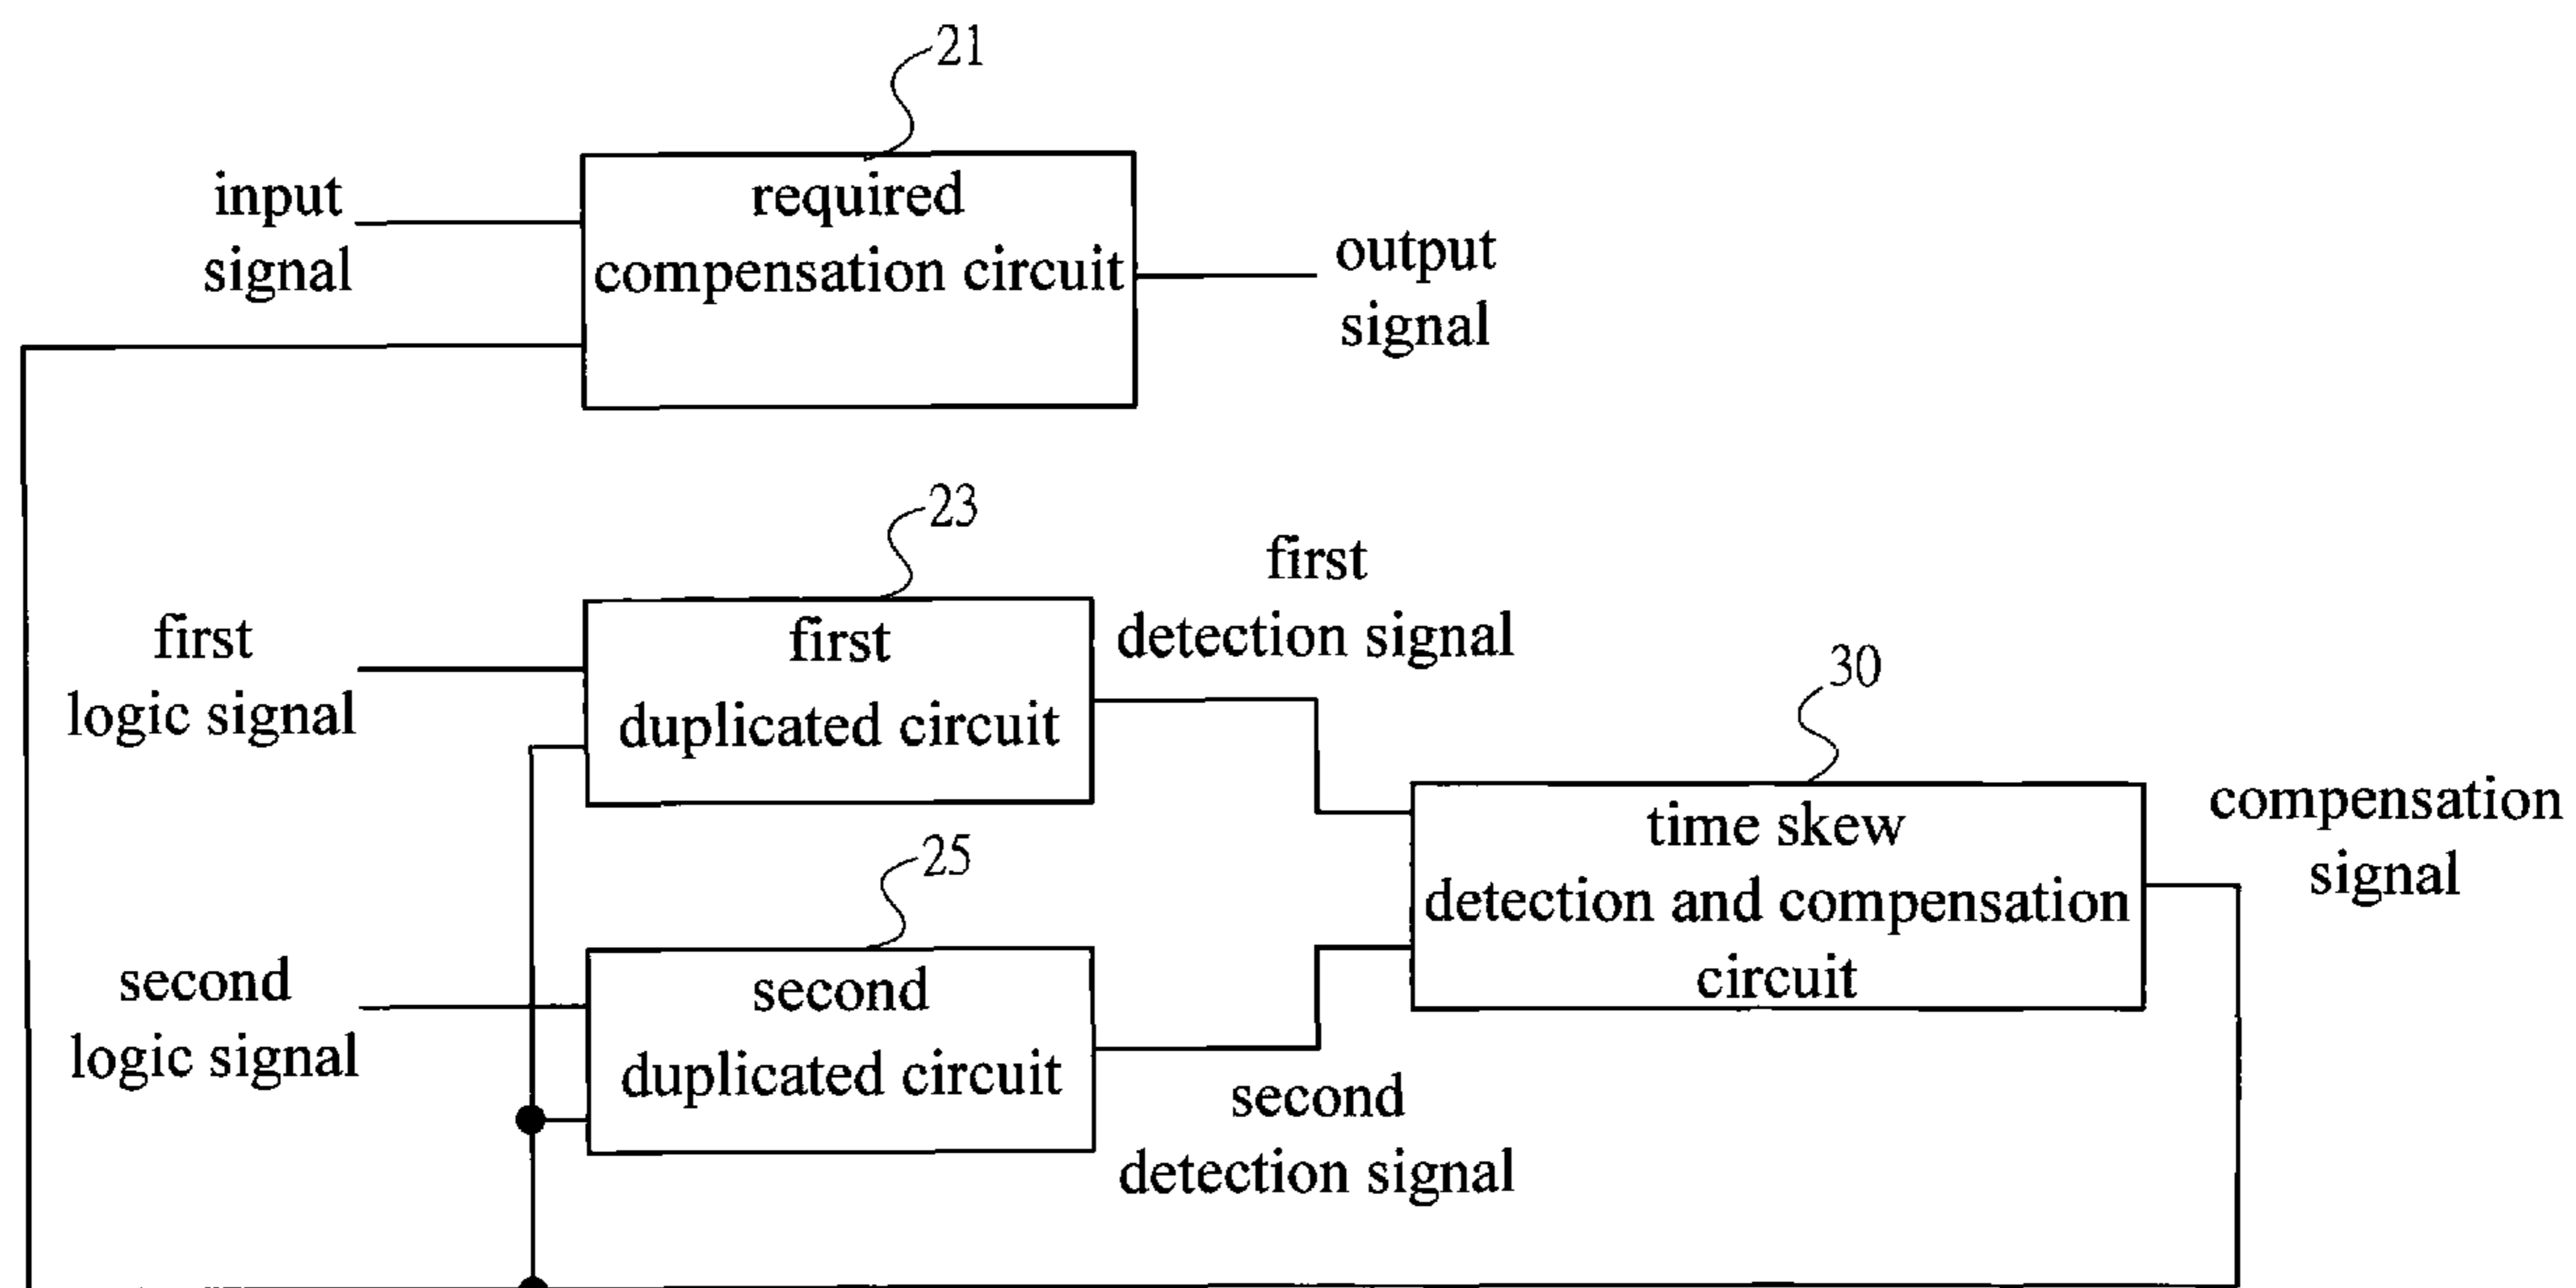 21
input
signal
required
compensation circuit
output
signal
23
first
logic signal
first
duplicated circuit
first
detection signal
30
time skew
detection and compensation
circuit
compensation
signal
25
second
logic signal
second
duplicated circuit
second
detection signal